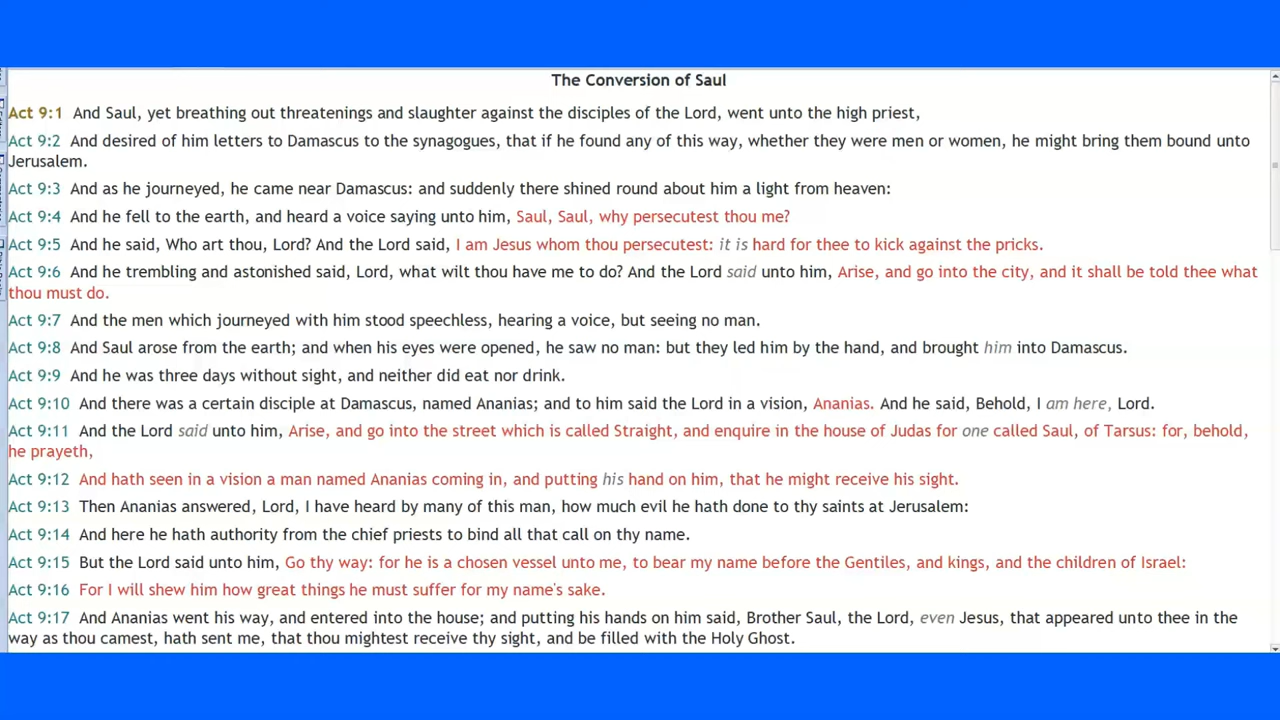 The Conversion of Saul
Act 9:1 And Saul, yet breathing out threatenings and slaughter against the disciples of the Lord, went unto the high priest,
Act 9:2 And desired of him letters to Damascus to the synagogues, that if he found any of this way, whether they were men or women, he might bring them bound unto
Jerusalem.
Act 9:3 And as he journeyed, he came near Damascus: and suddenly there shined round about him a light from heaven:
Act 9:4 And he fell to the earth, and heard a voice saying unto him, Saul, Saul, why persecutest thou me?
Act 9:5 And he said, Who art thou, Lord? And the Lord said, I am Jesus whom thou persecutest: it is hard for thee to kick against the pricks.
Act 9:6 And he trembling and astonished said, Lord, what wilt thou have me to do? And the Lord said unto him, Arise, and go into the city, and it shall be told thee what
thou must do.
Act 9:7 And the men which journeyed with him stood speechless, hearing a voice, but seeing no man.
Act 9:8 And Saul arose from the earth; and when his eyes were opened, he saw no man: but they led him by the hand, and brought him into Damascus.
Act 9:9 And he was three days without sight, and neither did eat nor drink.
Act 9:10 And there was a certain disciple at Damascus, named Ananias; and to him said the Lord in a vision, Ananias. And he said, Behold, I am here, Lord.
Act 9:11 And the Lord said unto him, Arise, and go into the street which is called Straight, and enquire in the house of Judas for one called Saul, of Tarsus: for, behold,
he prayeth,
Act 9:12 And hath seen in a vision a man named Ananias coming in, and putting his hand on him, that he might receive his sight.
Act 9:13 Then Ananias answered, Lord, I have heard by many of this man, how much evil he hath done to thy saints at Jerusalem:
Act 9:14 And here he hath authority from the chief priests to bind all that call on thy name.
Act 9:15 But the Lord said unto him, Go thy way: for he is a chosen vessel unto me, to bear my name before the Gentiles, and kings, and the children of Israel:
Act 9:16 For I will shew him how great things he must suffer for my name's sake.
Act 9:17 And Ananias went his way, and entered into the house; and putting his hands on him said, Brother Saul, the Lord, even Jesus, that appeared unto thee in the
way as thou camest, hath sent me, that thou mightest receive thy sight, and be filled with the Holy Ghost.